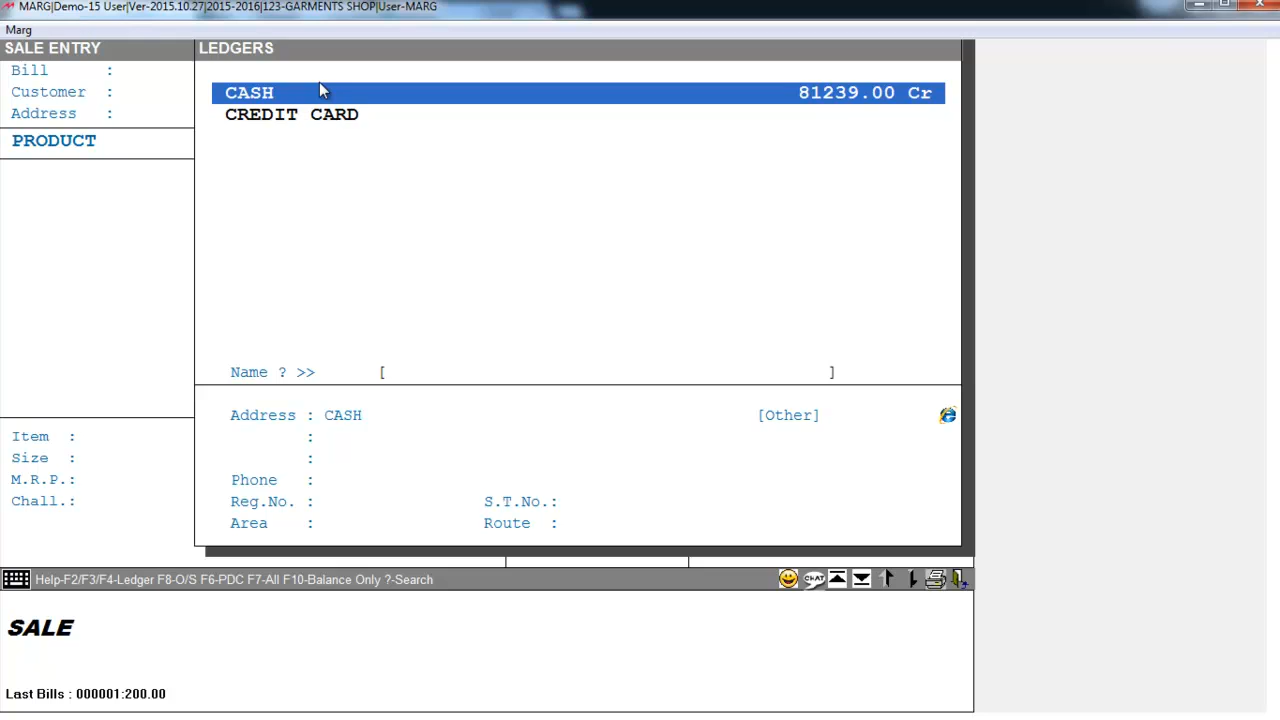 MARG|Demo-15 User|Ver-2015.10.27|2015-2016|123-GARMENTS SHOP|User-MARG
Marg
SALE ENTRY
LEDGERS
Bill :
Customer :
Address :
PRODUCT
CASH 81239.00 Cr
CREDIT CARD
Name ? >> [ ]
Address : CASH [Other]
:
:
Phone :
Reg.No. : S.T.No.:
Area : Route :
Item :
Size :
M.R.P.:
Chall.:
Help-F2/F3/F4-Ledger F8-O/S F6-PDC F7-All F10-Balance Only ?-Search
CHAT
SALE
Last Bills : 000001:200.00